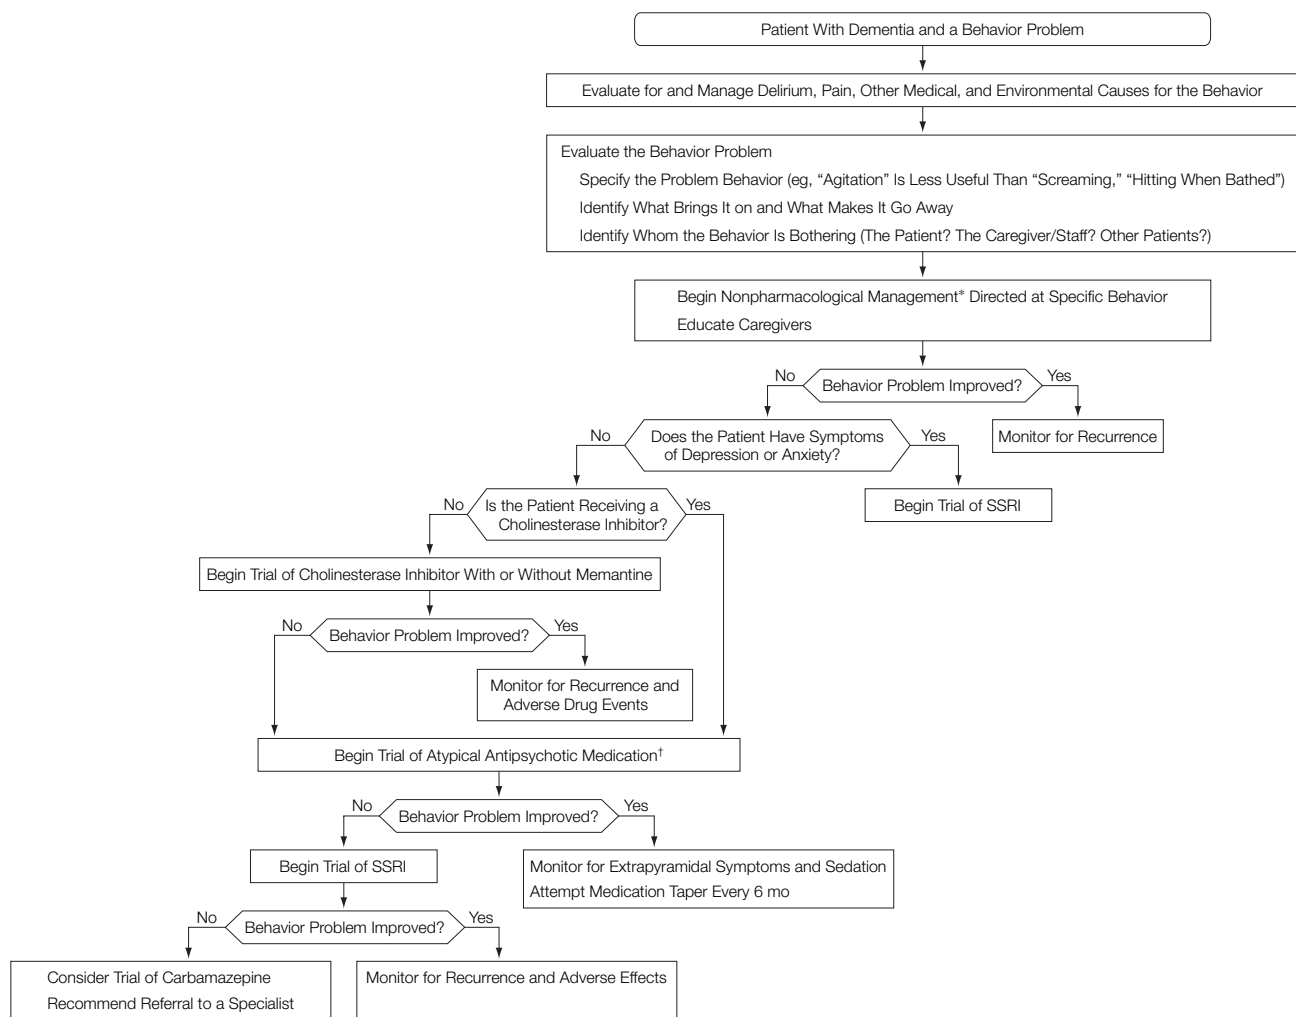 Patient With Dementia and a Behavior Problem
Evaluate for and Manage Delirium, Pain, Other Medical, and Environmental Causes for the Behavior
Evaluate the Behavior Problem
Specify the Problem Behavior (eg, “Agitation” Is Less Useful Than “Screaming,” “Hitting When Bathed”)
Identify What Brings It on and What Makes It Go Away
Identify Whom the Behavior Is Bothering (The Patient? The Caregiver/Staff? Other Patients?)
Begin Nonpharmacological Management* Directed at Specific Behavior
Educate Caregivers
No
Behavior Problem Improved?
Yes
Monitor for Recurrence
No
Does the Patient Have Symptoms
of Depression or Anxiety?
Yes
Begin Trial of SSRI
No
Is the Patient Receiving a
Cholinesterase Inhibitor?
Yes
Begin Trial of Cholinesterase Inhibitor With or Without Memantine
No
Behavior Problem Improved?
Yes
Monitor for Recurrence and
Adverse Drug Events
Begin Trial of Atypical Antipsychotic Medication†
No
Behavior Problem Improved?
Yes
Begin Trial of SSRI
Monitor for Extrapyramidal Symptoms and Sedation
Attempt Medication Taper Every 6 mo
No
Behavior Problem Improved?
Yes
Consider Trial of Carbamazepine
Recommend Referral to a Specialist
Monitor for Recurrence and Adverse Effects